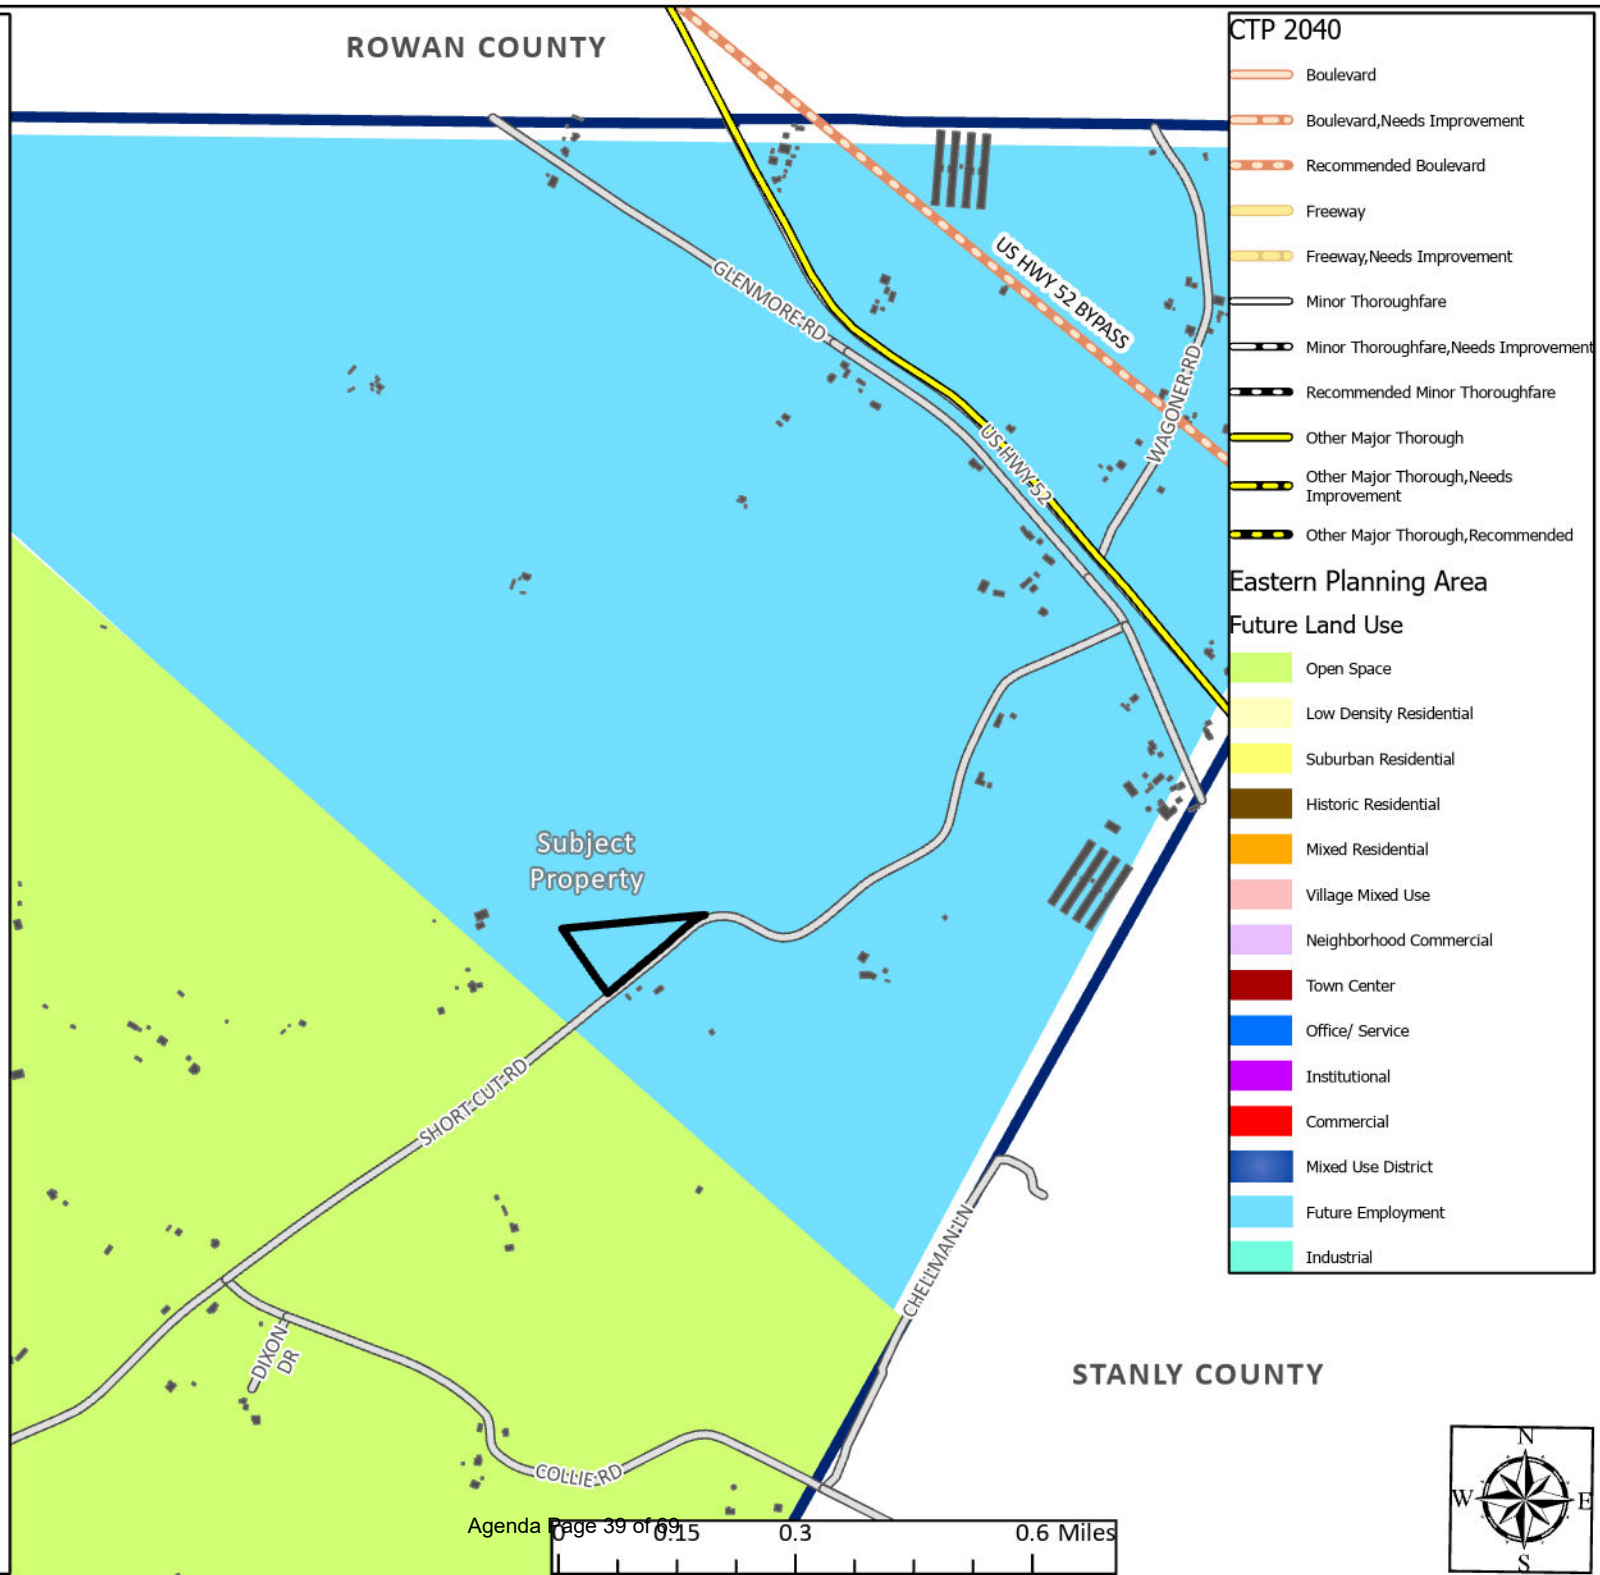 ROWAN COUNTY
GLENMORE RD
US HWY 52 BYPASS
WAGONER RD
US HWY 52
Subject
Property
SHORT CUT RD
CHELLMAN LN
DIXON
DR
COLLIE RD
STANLY COUNTY
CTP 2040
Boulevard
Boulevard,Needs Improvement
Recommended Boulevard
Freeway
Freeway,Needs Improvement
Minor Thoroughfare
Minor Thoroughfare,Needs Improvement
Recommended Minor Thoroughfare
Other Major Thorough
Other Major Thorough,Needs
Improvement
Other Major Thorough,Recommended
Eastern Planning Area
Future Land Use
Open Space
Low Density Residential
Suburban Residential
Historic Residential
Mixed Residential
Village Mixed Use
Neighborhood Commercial
Town Center
Office/ Service
Institutional
Commercial
Mixed Use District
Future Employment
Industrial
N
W E
S
Agenda Page 39 of 69
0 0.15 0.3 0.6 Miles